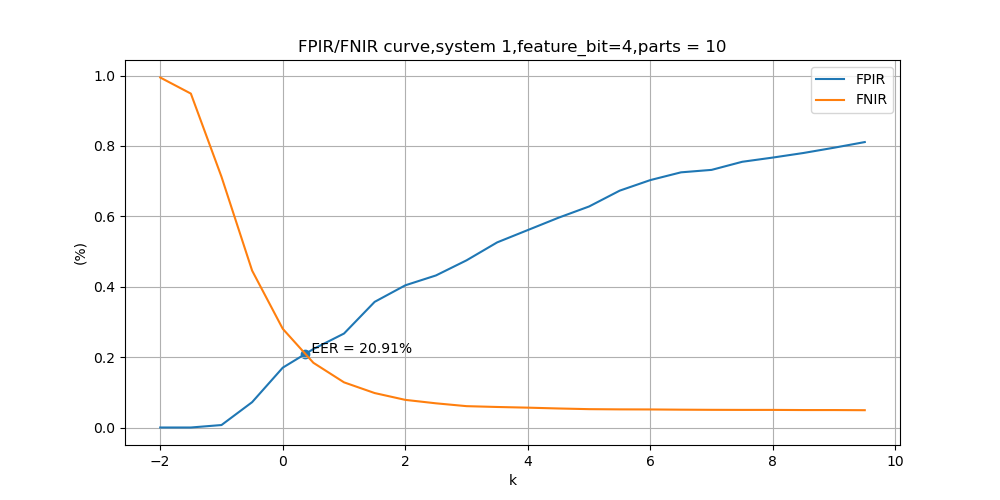 FPIR/FNIR curve,system 1,feature_bit=4,parts = 10
1.0
0.8
0.6
0.4
0.2
0.0
(%)
FPIR
FNIR
EER = 20.91%
−2
0
2
4
6
8
10
k